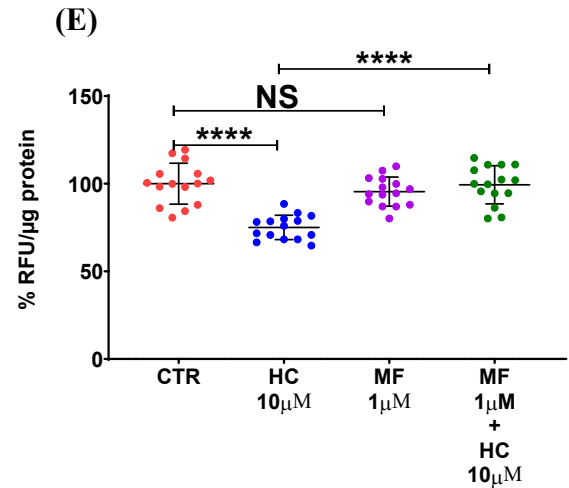 (E)
****
NS
****
150
100
50
0
% RFU/µg protein
CTR
HC
10µM
MF
1µM
MF
1µM
+
HC
10µM